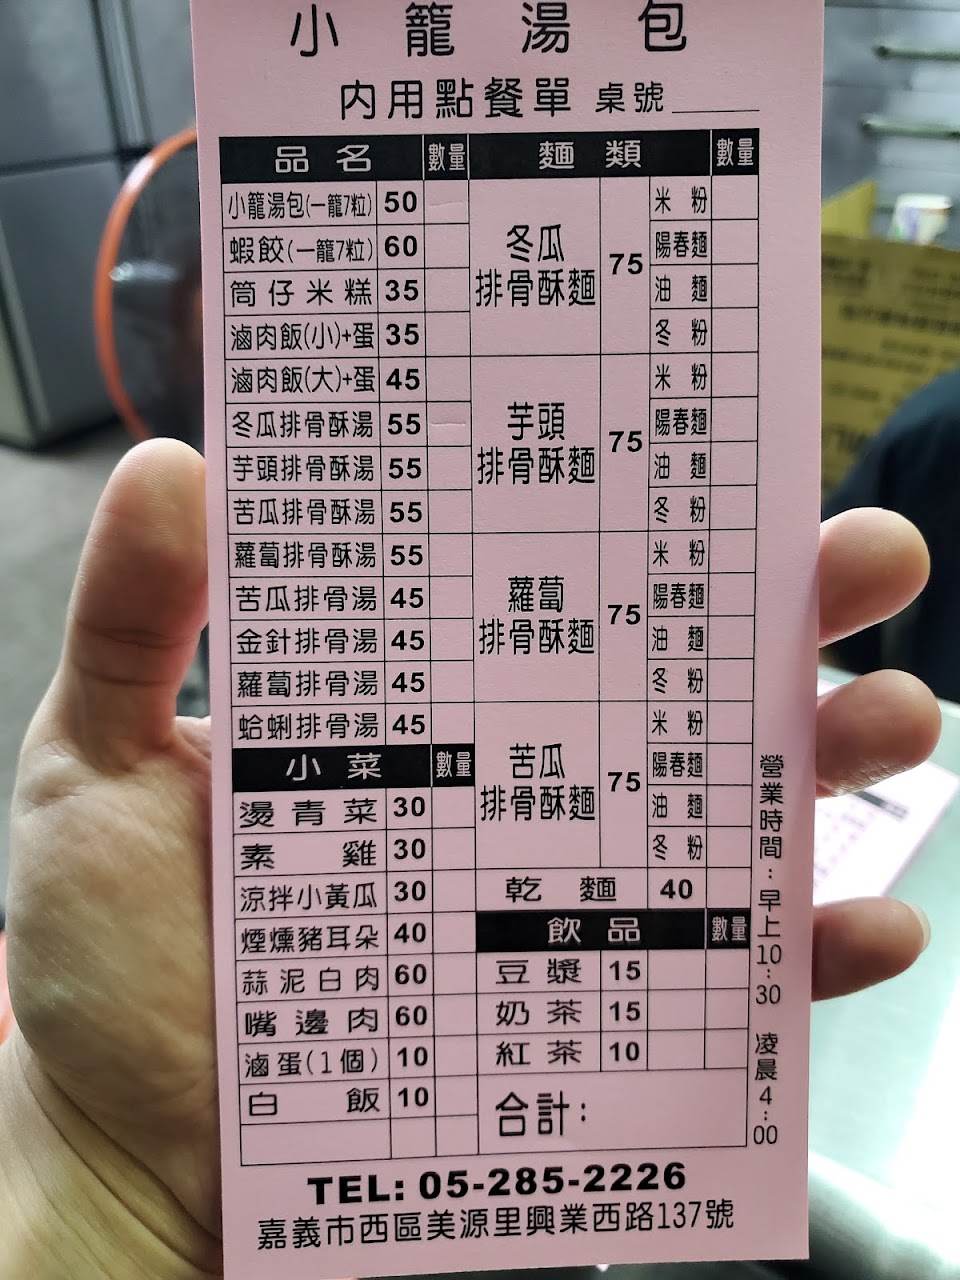 小籠湯包
內用點餐單 桌號
品名 數量
小籠湯包(一籠7粒) 50
蝦餃(一籠7粒) 60
筒仔米糕 35
滷肉飯(小)+蛋 35
滷肉飯(大)+蛋 45
冬瓜排骨酥湯 55
芋頭排骨酥湯 55
苦瓜排骨酥湯 55
蘿蔔排骨酥湯 55
苦瓜排骨湯 45
金針排骨湯 45
蘿蔔排骨湯 45
蛤蜊排骨湯 45
小菜 數量
燙青菜 30
素雞 30
涼拌小黃瓜 30
煙燻豬耳朵 40
蒜泥白肉 60
嘴邊肉 60
滷蛋(1個) 10
白飯 10
麵類 數量
冬瓜
排骨酥麵 75
米粉
陽春麵
油麵
冬粉
芋頭
排骨酥麵 75
米粉
陽春麵
油麵
冬粉
蘿蔔
排骨酥麵 75
米粉
陽春麵
油麵
冬粉
苦瓜
排骨酥麵 75
米粉
陽春麵
油麵
冬粉
乾麵 40
飲品 數量
豆漿 15
奶茶 15
紅茶 10
合計:
營業時間:早上10:30 凌晨4:00
TEL: 05-285-2226
嘉義市西區美源里興業西路137號